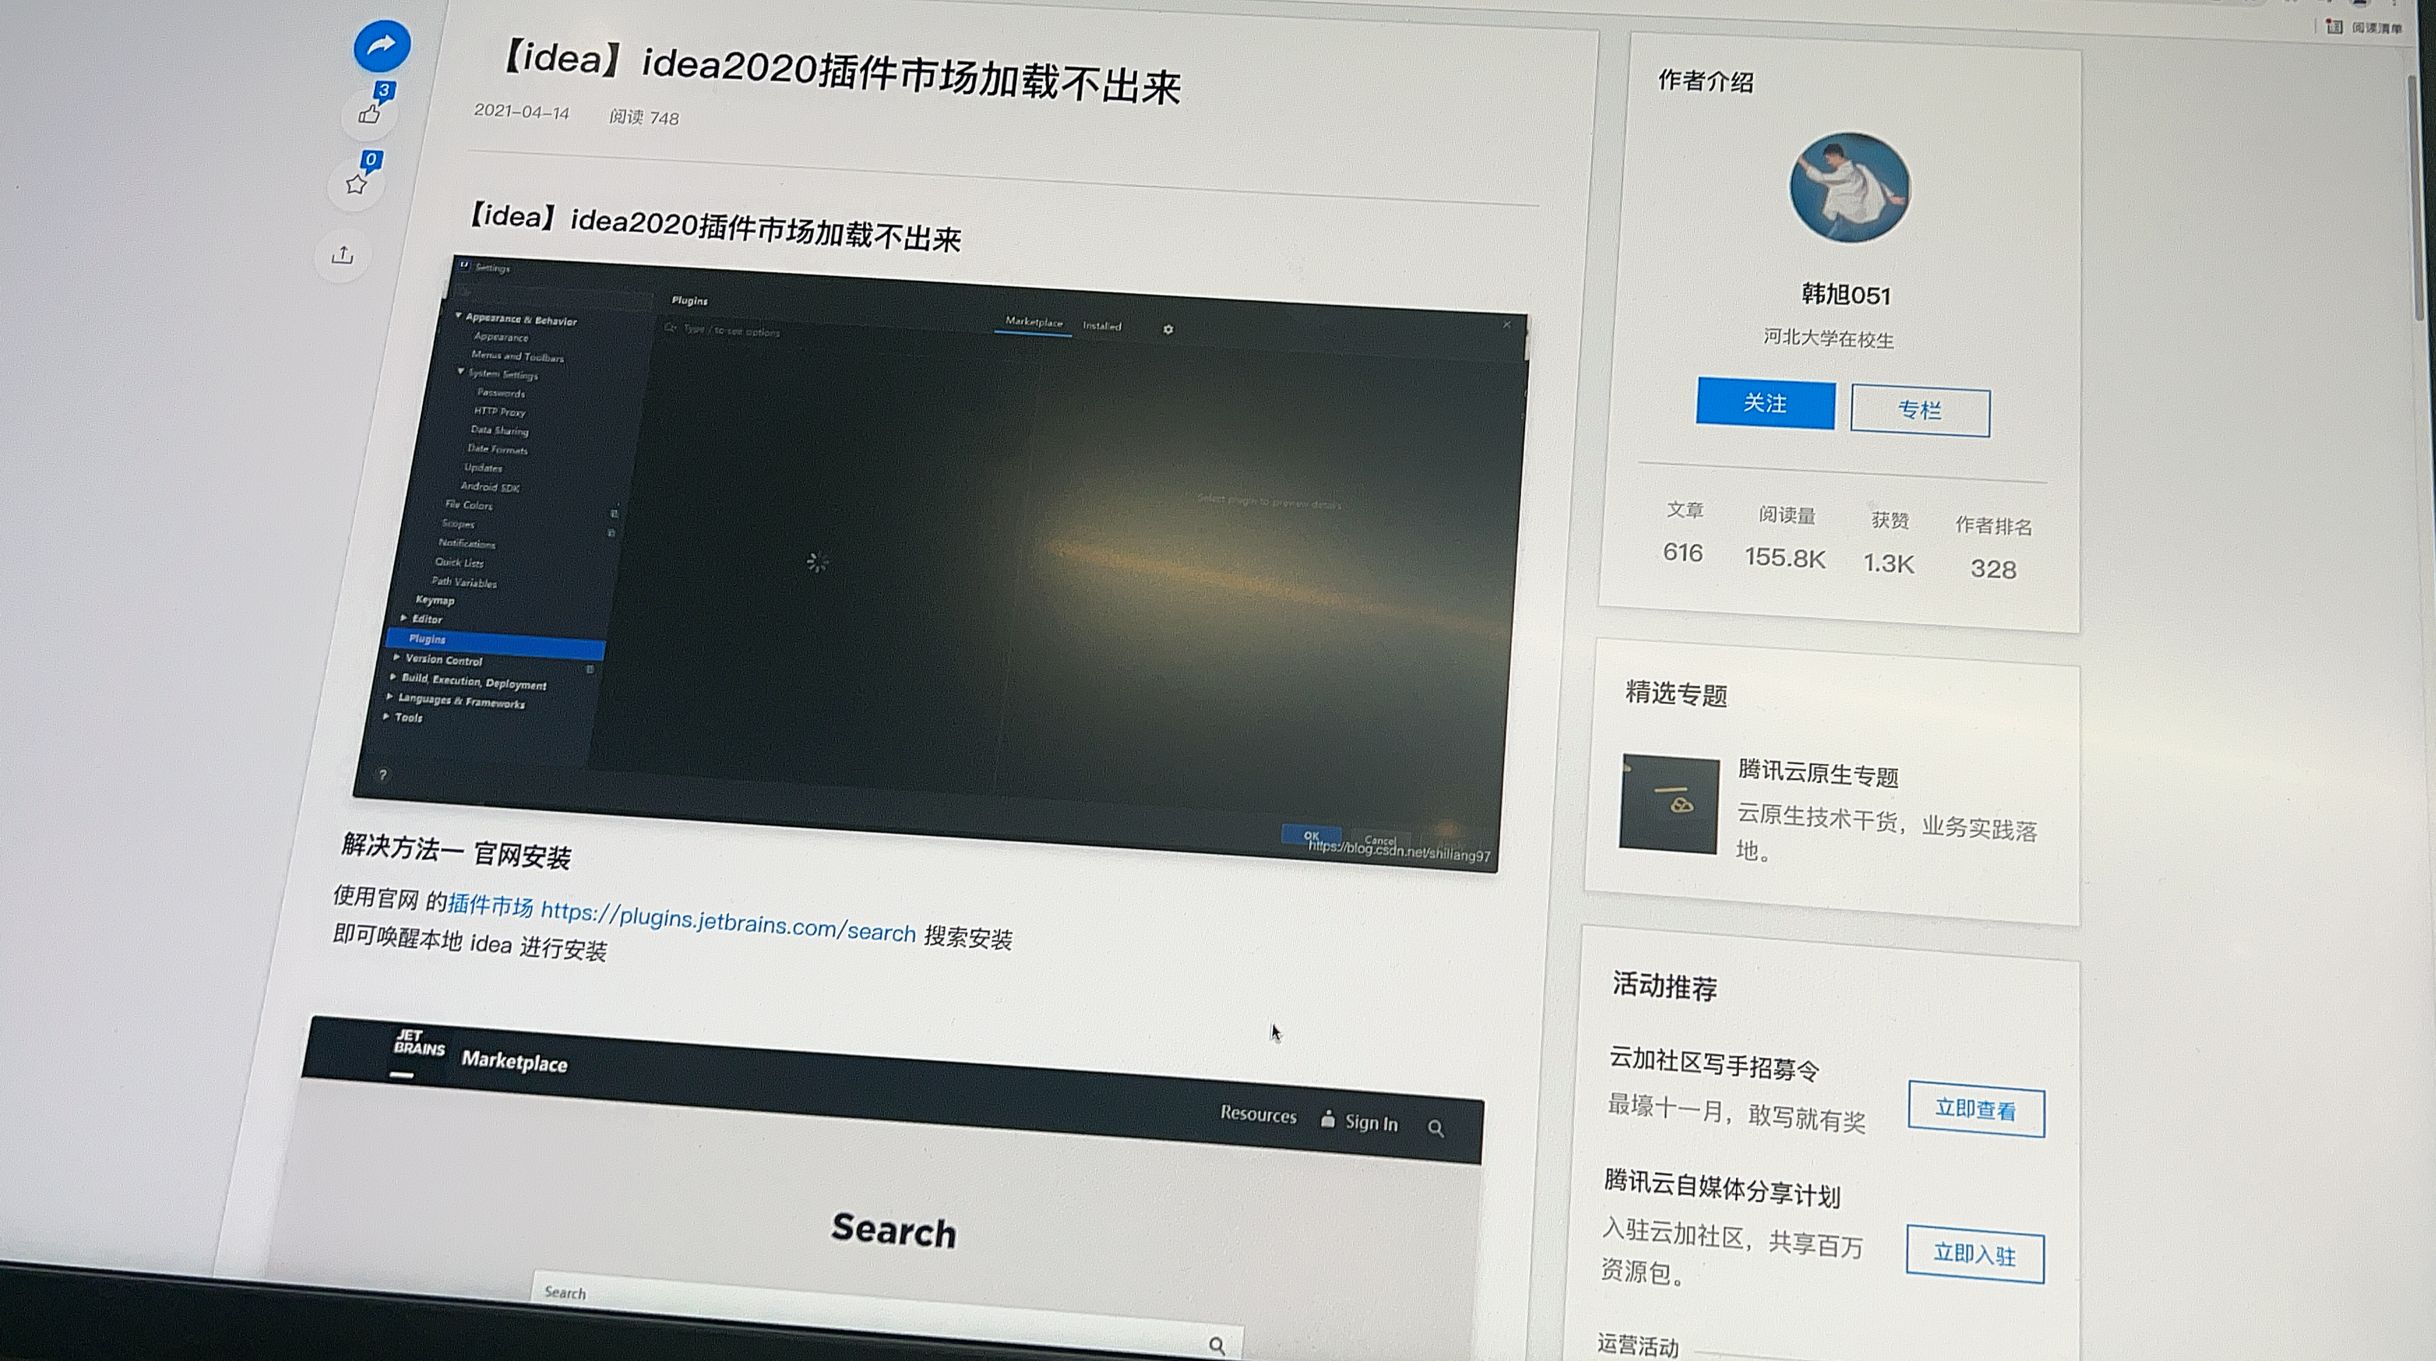 阅读清单
3
0
【idea】idea2020插件市场加载不出来
2021-04-14 阅读 748
【idea】idea2020插件市场加载不出来
Settings
Appearance & Behavior
Appearance
Menus and Toolbars
System Settings
Passwords
HTTP Proxy
Data Sharing
Date Formats
Updates
Android SDK
File Colors
Scopes
Notifications
Quick Lists
Path Variables
Keymap
Editor
Plugins
Version Control
Build, Execution, Deployment
Languages & Frameworks
Tools
?
Plugins
Marketplace Installed
Type / to see options
Select plugin to preview details
OK Cancel
https://blog.csdn.net/shiliang97
解决方法一 官网安装
使用官网 的插件市场 https://plugins.jetbrains.com/search 搜索安装
即可唤醒本地 idea 进行安装
JET
BRAINS
Marketplace
Resources Sign In
Search
Search
作者介绍
韩旭051
河北大学在校生
关注 专栏
文章 阅读量 获赞 作者排名
616 155.8K 1.3K 328
精选专题
腾讯云原生专题
云原生技术干货，业务实践落
地。
活动推荐
云加社区写手招募令
最壕十一月，敢写就有奖
立即查看
腾讯云自媒体分享计划
入驻云加社区，共享百万
资源包。
立即入驻
运营活动